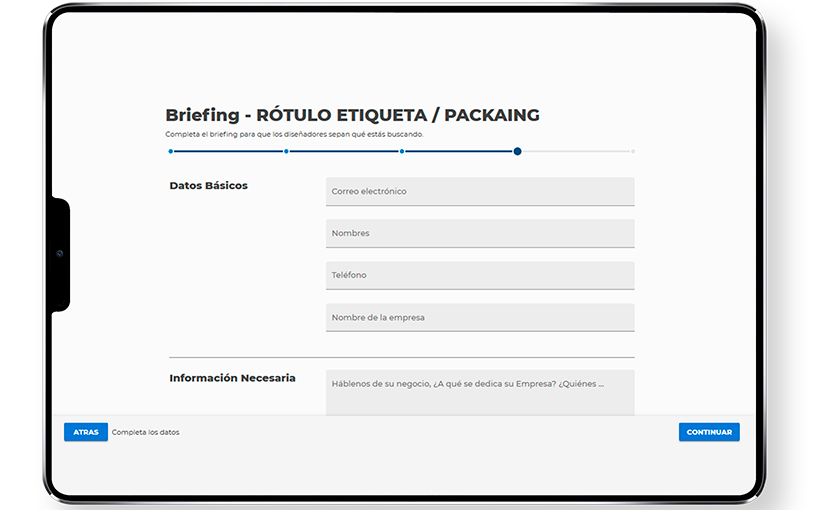 Briefing - RÓTULO ETIQUETA / PACKAING
Completa el briefing para que los diseñadores sepan qué estás buscando.
Datos Básicos
Correo electrónico
Nombres
Teléfono
Nombre de la empresa
Información Necesaria
Háblenos de su negocio, ¿A qué se dedica su Empresa? ¿Quiénes ...
ATRAS
Completa los datos
CONTINUAR